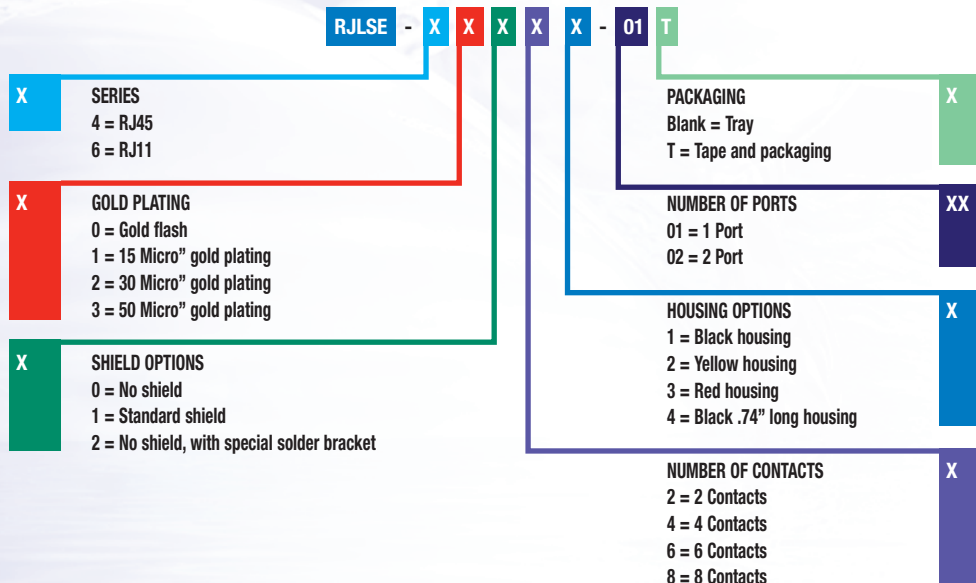 RJLSE - X X X X X - 01 T
X
SERIES
4 = RJ45
6 = RJ11
X
GOLD PLATING
0 = Gold flash
1 = 15 Micro” gold plating
2 = 30 Micro” gold plating
3 = 50 Micro” gold plating
X
SHIELD OPTIONS
0 = No shield
1 = Standard shield
2 = No shield, with special solder bracket
PACKAGING
X
Blank = Tray
T = Tape and packaging
NUMBER OF PORTS
XX
01 = 1 Port
02 = 2 Port
HOUSING OPTIONS
X
1 = Black housing
2 = Yellow housing
3 = Red housing
4 = Black .74” long housing
NUMBER OF CONTACTS
X
2 = 2 Contacts
4 = 4 Contacts
6 = 6 Contacts
8 = 8 Contacts